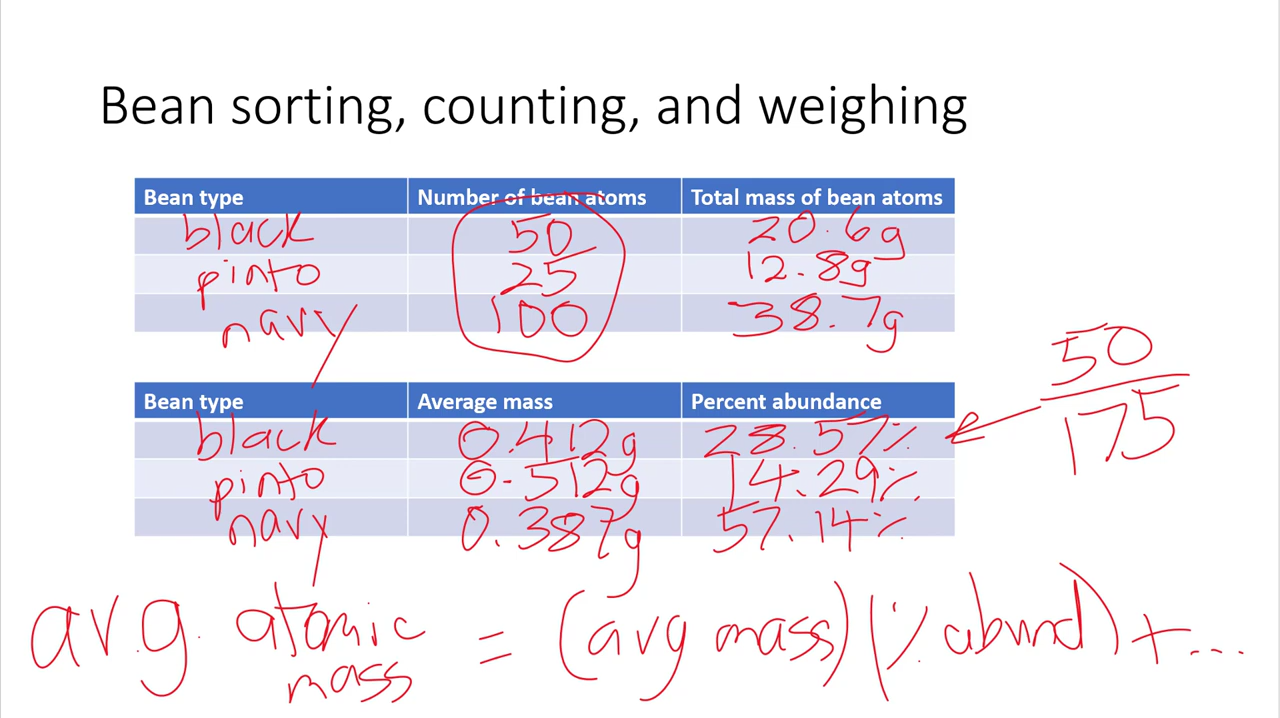 Bean sorting, counting, and weighing
Bean type Number of bean atoms Total mass of bean atoms
black 50 20.6g
pinto 25 12.8g
navy 100 38.7g
50
175
Bean type Average mass Percent abundance
black 0.412g 28.57%
pinto 0.512g 14.29%
navy 0.387g 57.14%
avg. atomic mass = (avg mass)(% abund) + ...